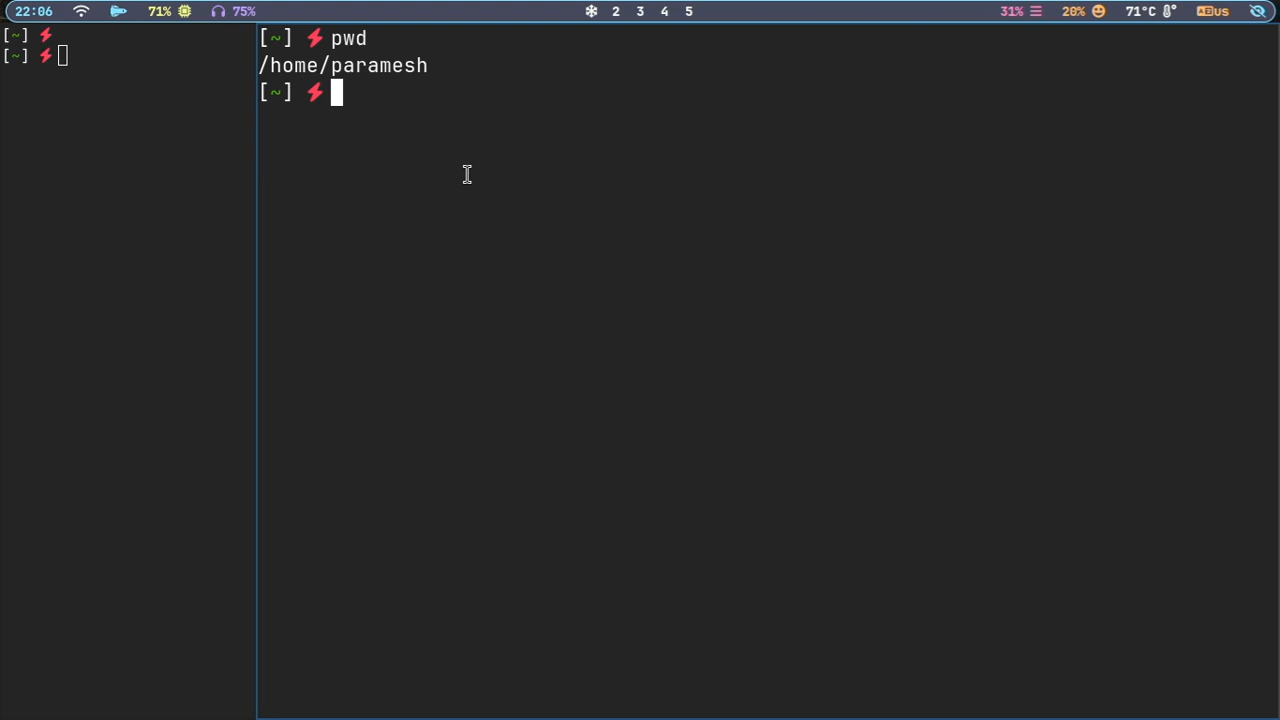 22:06 71% 75% 2 3 4 5 31% 20% 71°C us
[~]
[~]
[~] pwd
/home/paramesh
[~]